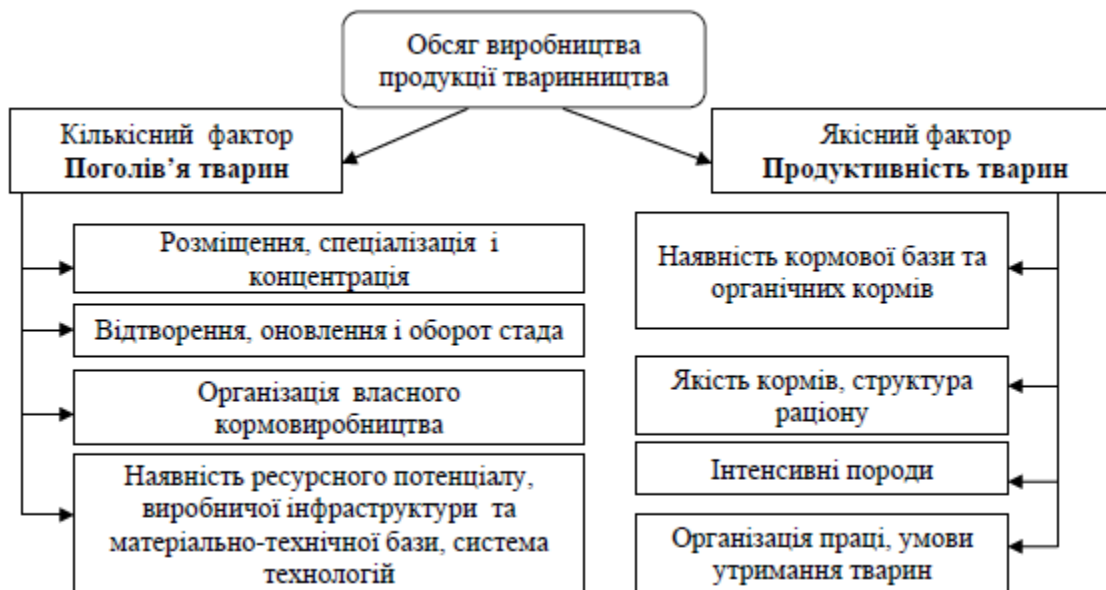 Обсяг виробництва
продукції тваринництва
Кількісний фактор
Поголів’я тварин
Розміщення, спеціалізація і
концентрація
Відтворення, оновлення і оборот стада
Організація власного
кормовиробництва
Наявність ресурсного потенціалу,
виробничої інфраструктури та
матеріально-технічної бази, система
технологій
Якісний фактор
Продуктивність тварин
Наявність кормової бази та
органічних кормів
Якість кормів, структура
раціону
Інтенсивні породи
Організація праці, умови
утримання тварин